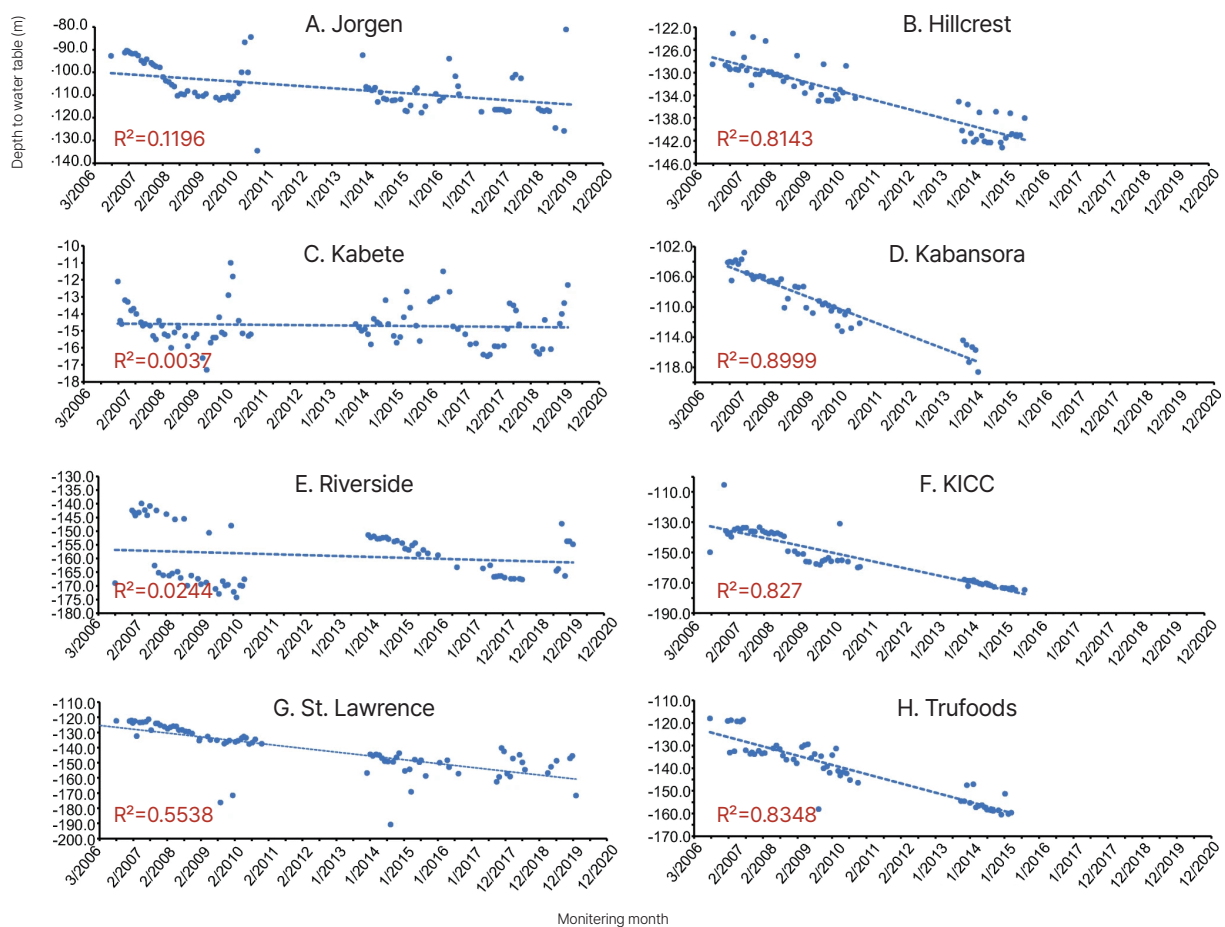 Depth to water table (m)
A. Jorgen
-80.0
-90.0
-100.0
-110.0
-120.0
-130.0
-140.0
R²=0.1196
3/2006 2/2007 2/2008 2/2009 2/2010 2/2011 1/2012 1/2013 1/2014 1/2015 1/2016 1/2017 12/2017 12/2018 12/2019 12/2020
B. Hillcrest
-122.0
-126.0
-130.0
-134.0
-138.0
-142.0
-146.0
R²=0.8143
3/2006 2/2007 2/2008 2/2009 2/2010 2/2011 1/2012 1/2013 1/2014 1/2015 1/2016 1/2017 12/2017 12/2018 12/2019 12/2020
C. Kabete
-10
-11
-12
-13
-14
-15
-16
-17
-18
R²=0.0037
3/2006 2/2007 2/2008 2/2009 2/2010 2/2011 1/2012 1/2013 1/2014 1/2015 1/2016 1/2017 12/2017 12/2018 12/2019 12/2020
D. Kabansora
-102.0
-106.0
-110.0
-114.0
-118.0
R²=0.8999
3/2006 2/2007 2/2008 2/2009 2/2010 2/2011 1/2012 1/2013 1/2014 1/2015 1/2016 1/2017 12/2017 12/2018 12/2019 12/2020
E. Riverside
-130.0
-135.0
-140.0
-145.0
-150.0
-155.0
-160.0
-165.0
-170.0
-175.0
-180.0
R²=0.0244
3/2006 2/2007 2/2008 2/2009 2/2010 2/2011 1/2012 1/2013 1/2014 1/2015 1/2016 1/2017 12/2017 12/2018 12/2019 12/2020
F. KICC
-110.0
-130.0
-150.0
-170.0
-190.0
R²=0.827
3/2006 2/2007 2/2008 2/2009 2/2010 2/2011 1/2012 1/2013 1/2014 1/2015 1/2016 1/2017 12/2017 12/2018 12/2019 12/2020
G. St. Lawrence
-110.0
-120.0
-130.0
-140.0
-150.0
-160.0
-170.0
-180.0
-190.0
-200.0
R²=0.5538
3/2006 2/2007 2/2008 2/2009 2/2010 2/2011 1/2012 1/2013 1/2014 1/2015 1/2016 1/2017 12/2017 12/2018 12/2019 12/2020
H. Trufoods
-110.0
-120.0
-130.0
-140.0
-150.0
-160.0
-170.0
R²=0.8348
3/2006 2/2007 2/2008 2/2009 2/2010 2/2011 1/2012 1/2013 1/2014 1/2015 1/2016 1/2017 12/2017 12/2018 12/2019 12/2020
Monitering month